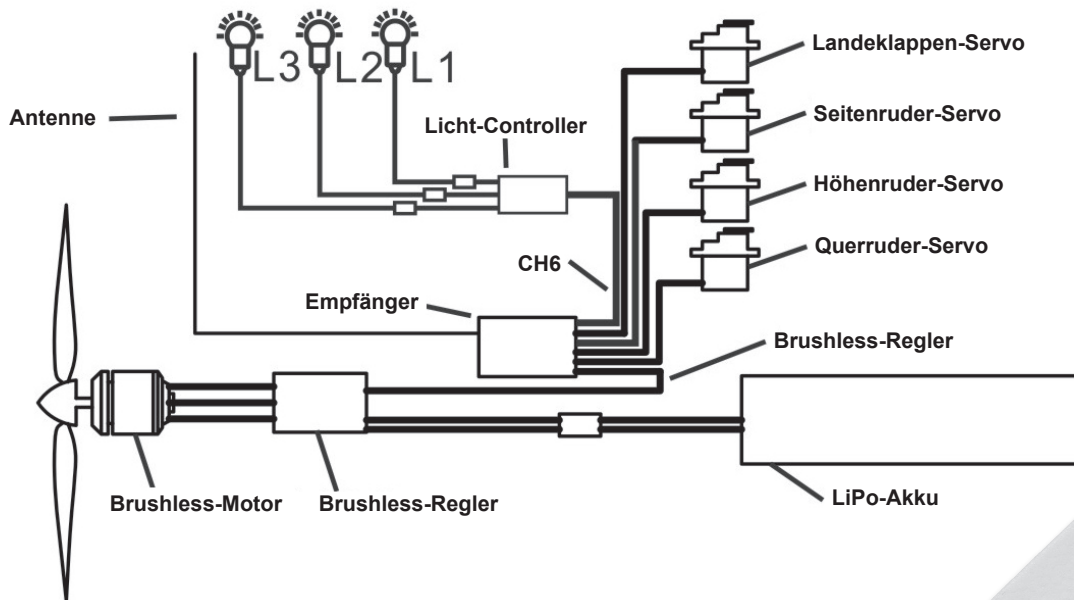 L3
L2
L1
Landeklappen-Servo
Antenne
Licht-Controller
Seitenruder-Servo
Höhenruder-Servo
Querruder-Servo
CH6
Empfänger
Brushless-Regler
Brushless-Motor
Brushless-Regler
LiPo-Akku